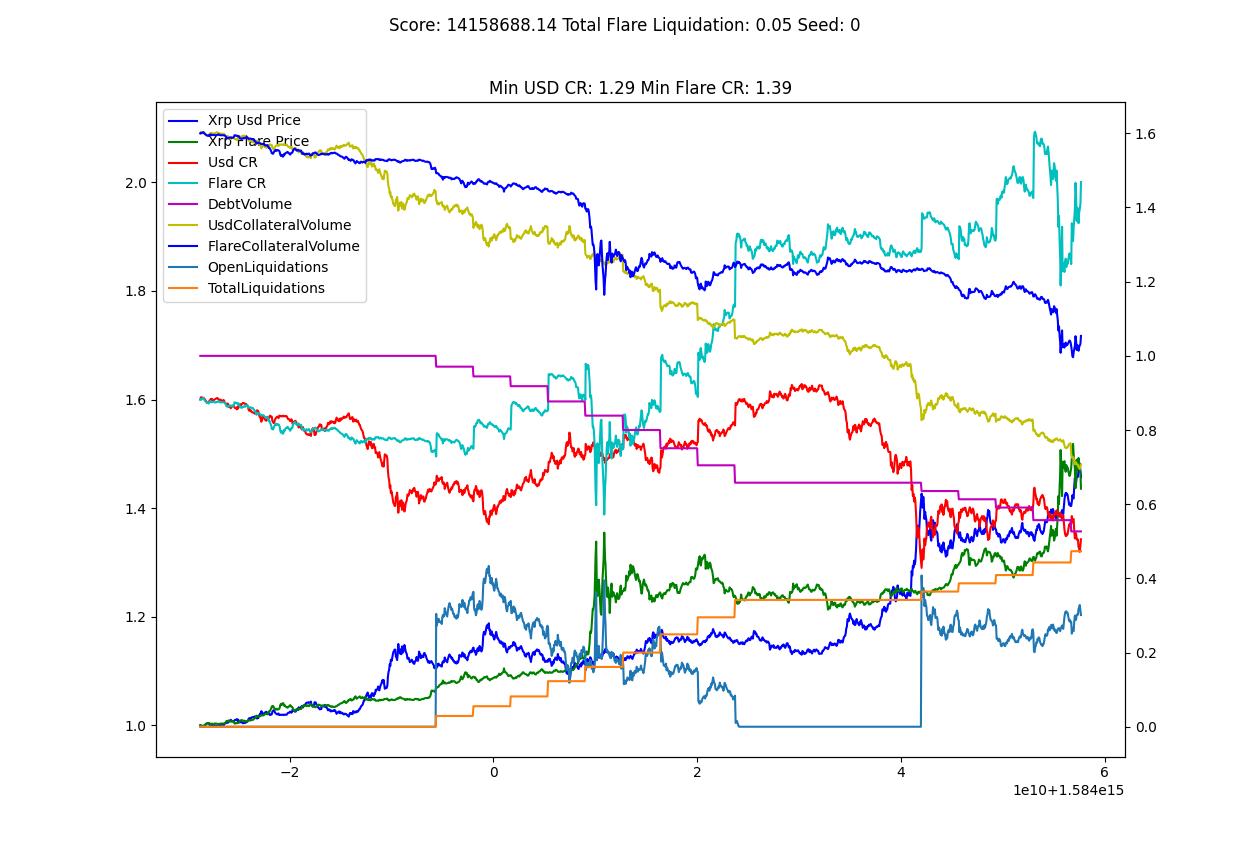 Score: 14158688.14 Total Flare Liquidation: 0.05 Seed: 0
Min USD CR: 1.29 Min Flare CR: 1.39
Xrp Usd Price
Xrp Flare Price
Usd CR
Flare CR
DebtVolume
UsdCollateralVolume
FlareCollateralVolume
OpenLiquidations
TotalLiquidations
2.0
1.8
1.6
1.4
1.2
1.0
1.6
1.4
1.2
1.0
0.8
0.6
0.4
0.2
0.0
−2
0
2
4
6
1e10+1.584e15